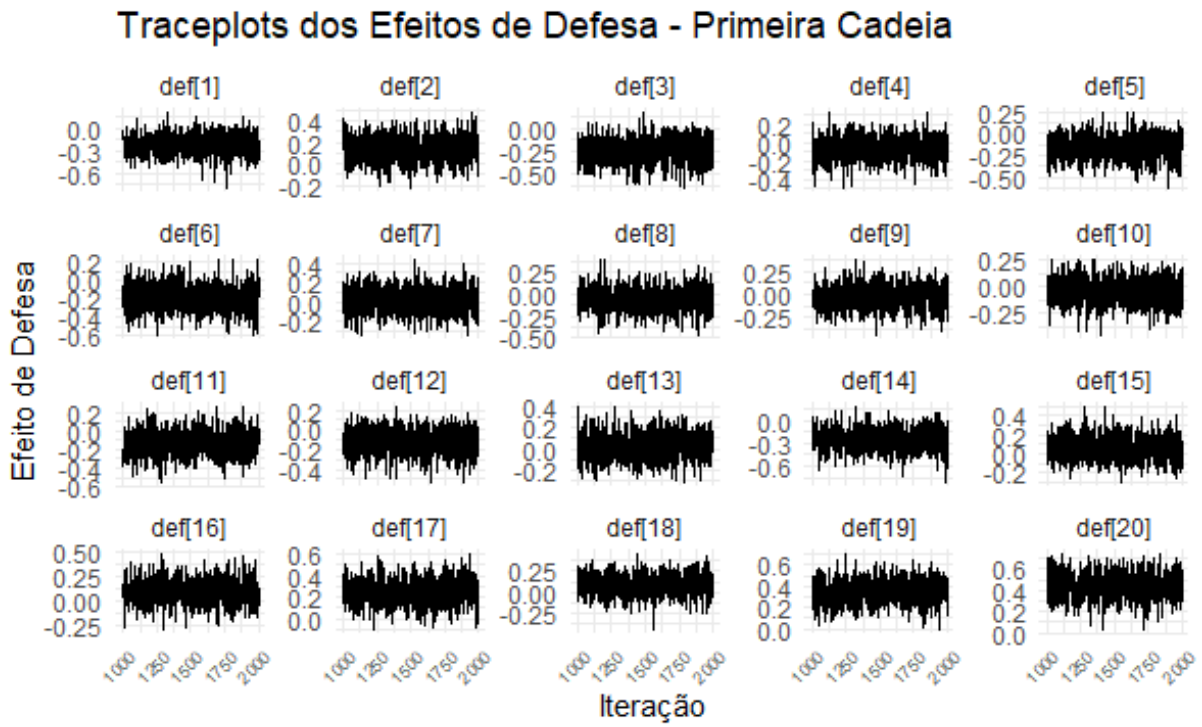 Traceplots dos Efeitos de Defesa - Primeira Cadeia
def[1] def[2] def[3] def[4] def[5]
0.0 0.4 0.00 0.2 0.25
-0.3 0.2 -0.25 0.0 0.00
-0.6 0.0 -0.50 -0.2 -0.25
-0.2 -0.4 -0.50
def[6] def[7] def[8] def[9] def[10]
0.2 0.4 0.25 0.25 0.25
0.0 0.2 0.00 0.00 0.00
-0.2 0.0 -0.25 -0.25 -0.25
-0.4 -0.2 -0.50
-0.6
def[11] def[12] def[13] def[14] def[15]
0.2 0.2 0.4 0.0 0.4
0.0 0.0 0.2 -0.3 0.2
-0.2 -0.2 0.0 -0.6 0.0
-0.4 -0.4 -0.2 -0.2
-0.6
def[16] def[17] def[18] def[19] def[20]
0.50 0.6 0.25 0.6 0.6
0.25 0.4 0.00 0.4 0.4
0.00 0.2 -0.25 0.2 0.2
-0.25 0.0 0.0 0.0
1000 1250 1500 1750 2000 1000 1250 1500 1750 2000 1000 1250 1500 1750 2000 1000 1250 1500 1750 2000 1000 1250 1500 1750 2000
Efeito de Defesa
Iteração